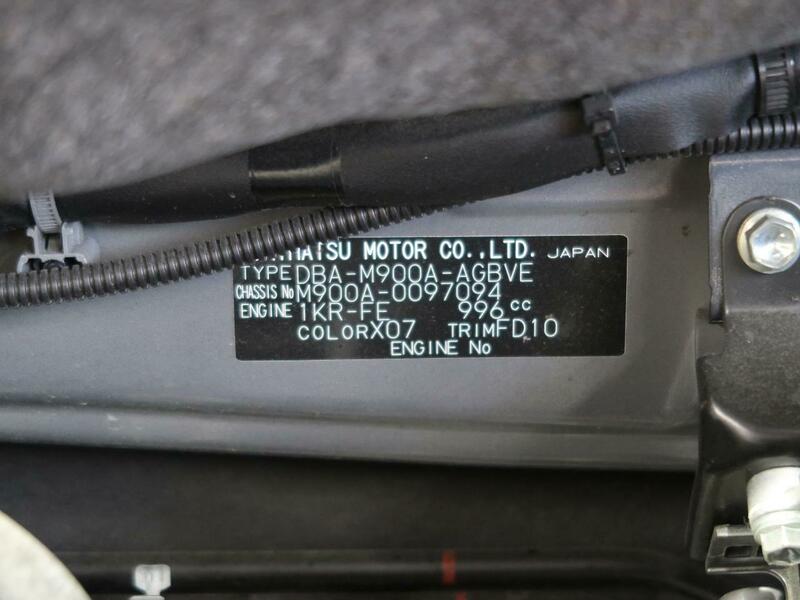 MOTOR CO.,LTD. JAPAN
TYPE DBA-M900A-AGBVE
CHASSIS No M900A-0097094
ENGINE 1KR-FE 996 cc
COLOR X07 TRIM FD10
ENGINE No